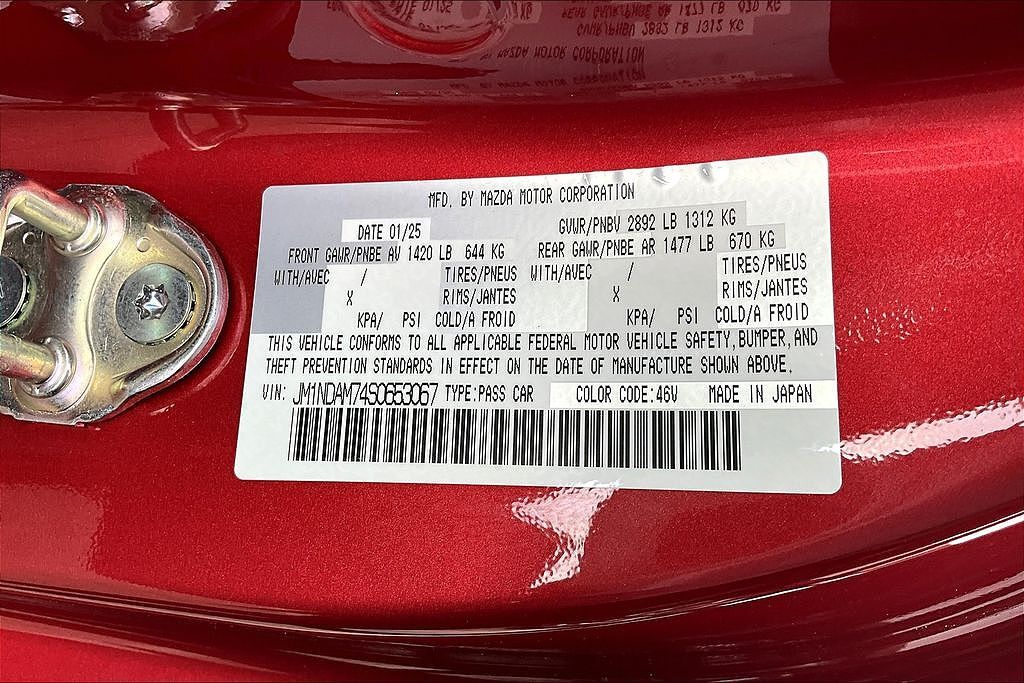 MFD. BY MAZDA MOTOR CORPORATION
DATE 01/25 GVWR/PNBV 2892 LB 1312 KG
FRONT GAWR/PNBE AV 1420 LB 644 KG REAR GAWR/PNBE AR 1477 LB 670 KG
WITH/AVEC / TIRES/PNEUS WITH/AVEC / TIRES/PNEUS
X RIMS/JANTES X RIMS/JANTES
KPA/ PSI COLD/A FROID KPA/ PSI COLD/A FROID
THIS VEHICLE CONFORMS TO ALL APPLICABLE FEDERAL MOTOR VEHICLE SAFETY, BUMPER, AND
THEFT PREVENTION STANDARDS IN EFFECT ON THE DATE OF MANUFACTURE SHOWN ABOVE.
VIN: JM1NDAM74S0653067 TYPE:PASS CAR COLOR CODE:46V MADE IN JAPAN